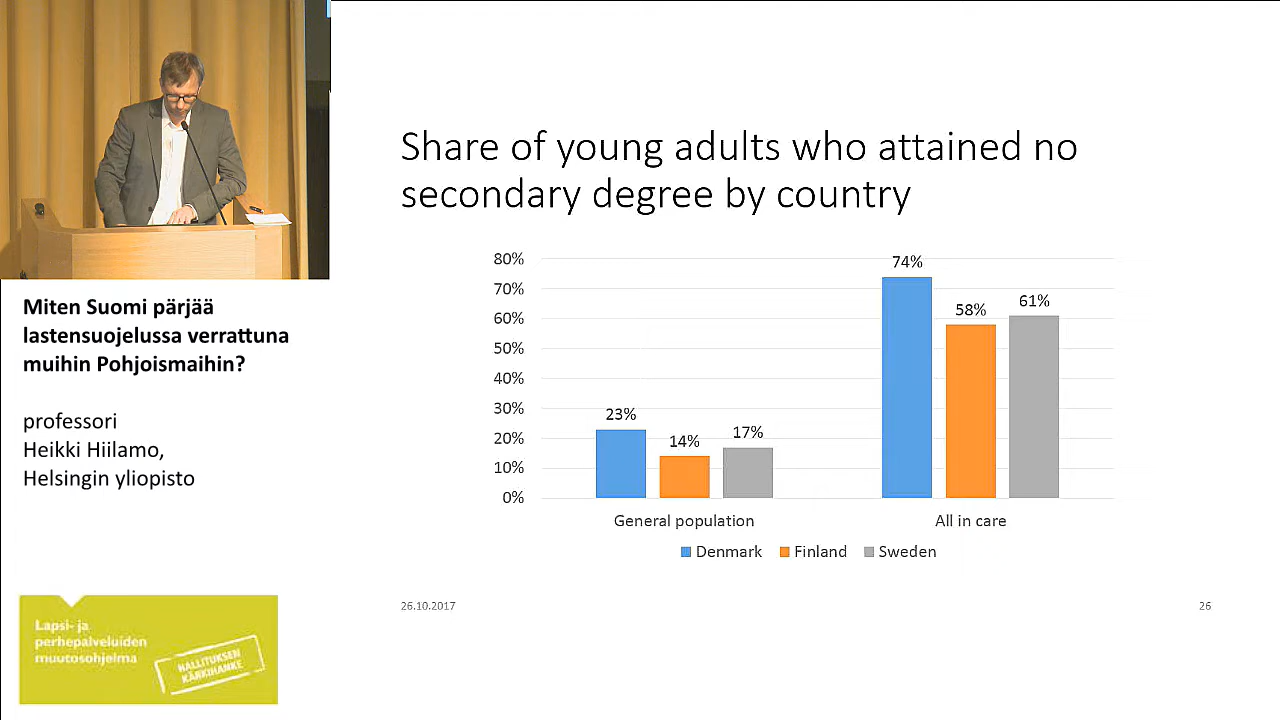 Miten Suomi pärjää
lastensuojelussa verrattuna
muihin Pohjoismaihin?
professori
Heikki Hiilamo,
Helsingin yliopisto
Lapsi- ja
perhepalveluiden
muutosohjelma
HALLITUKSEN
KÄRKIHANKE
Share of young adults who attained no
secondary degree by country
80%
70%
60%
50%
40%
30%
20%
10%
0%
23%
14%
17%
74%
58%
61%
General population
All in care
Denmark
Finland
Sweden
26.10.2017
26